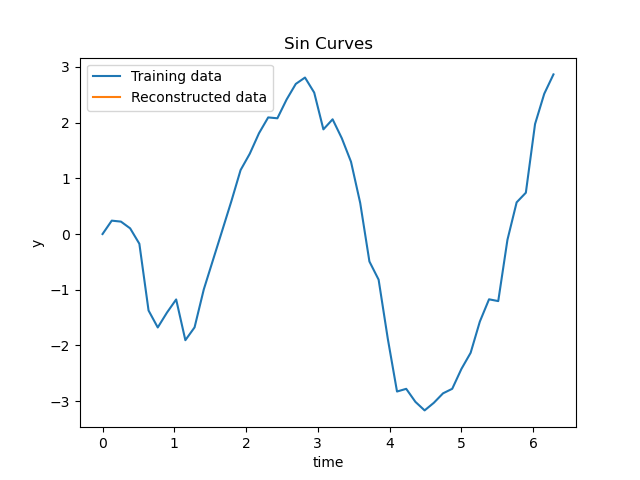 Sin Curves
Training data
Reconstructed data
3
2
1
0
−1
−2
−3
y
0 1 2 3 4 5 6
time